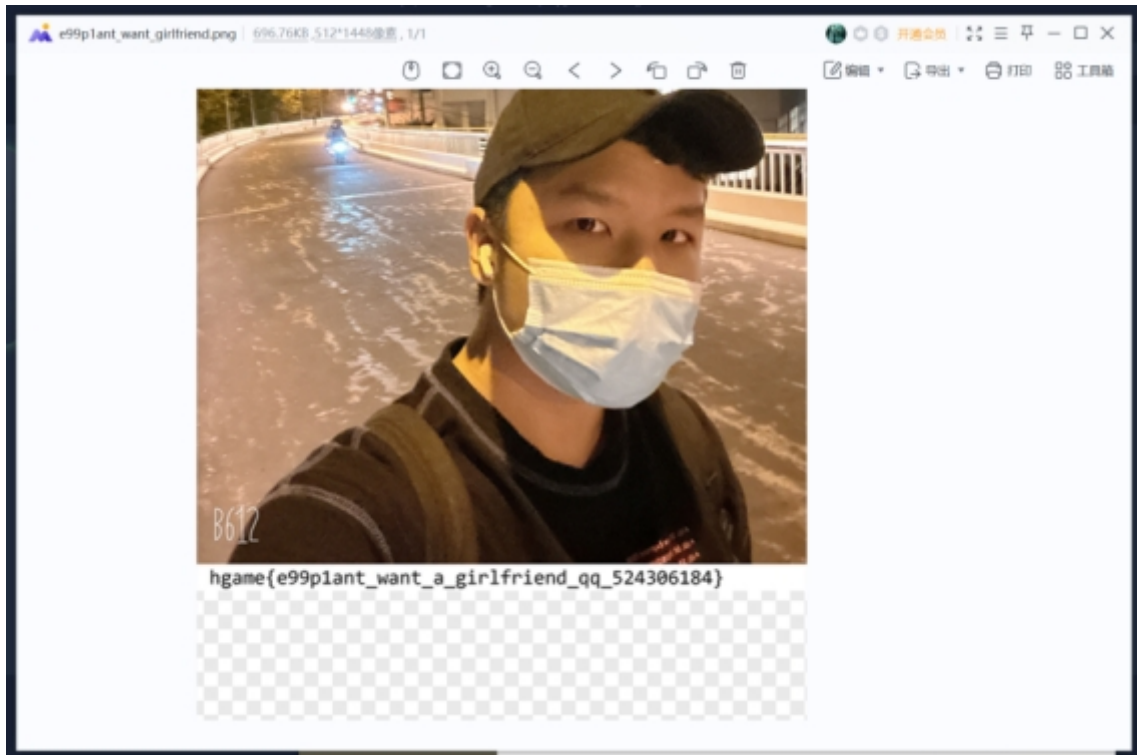 e99p1ant_want_girlfriend.png 696.76KB ,512*1448像素 , 1/1
开通会员
编辑 导出 打印 工具箱
B612
hgame{e99p1ant_want_a_girlfriend_qq_524306184}